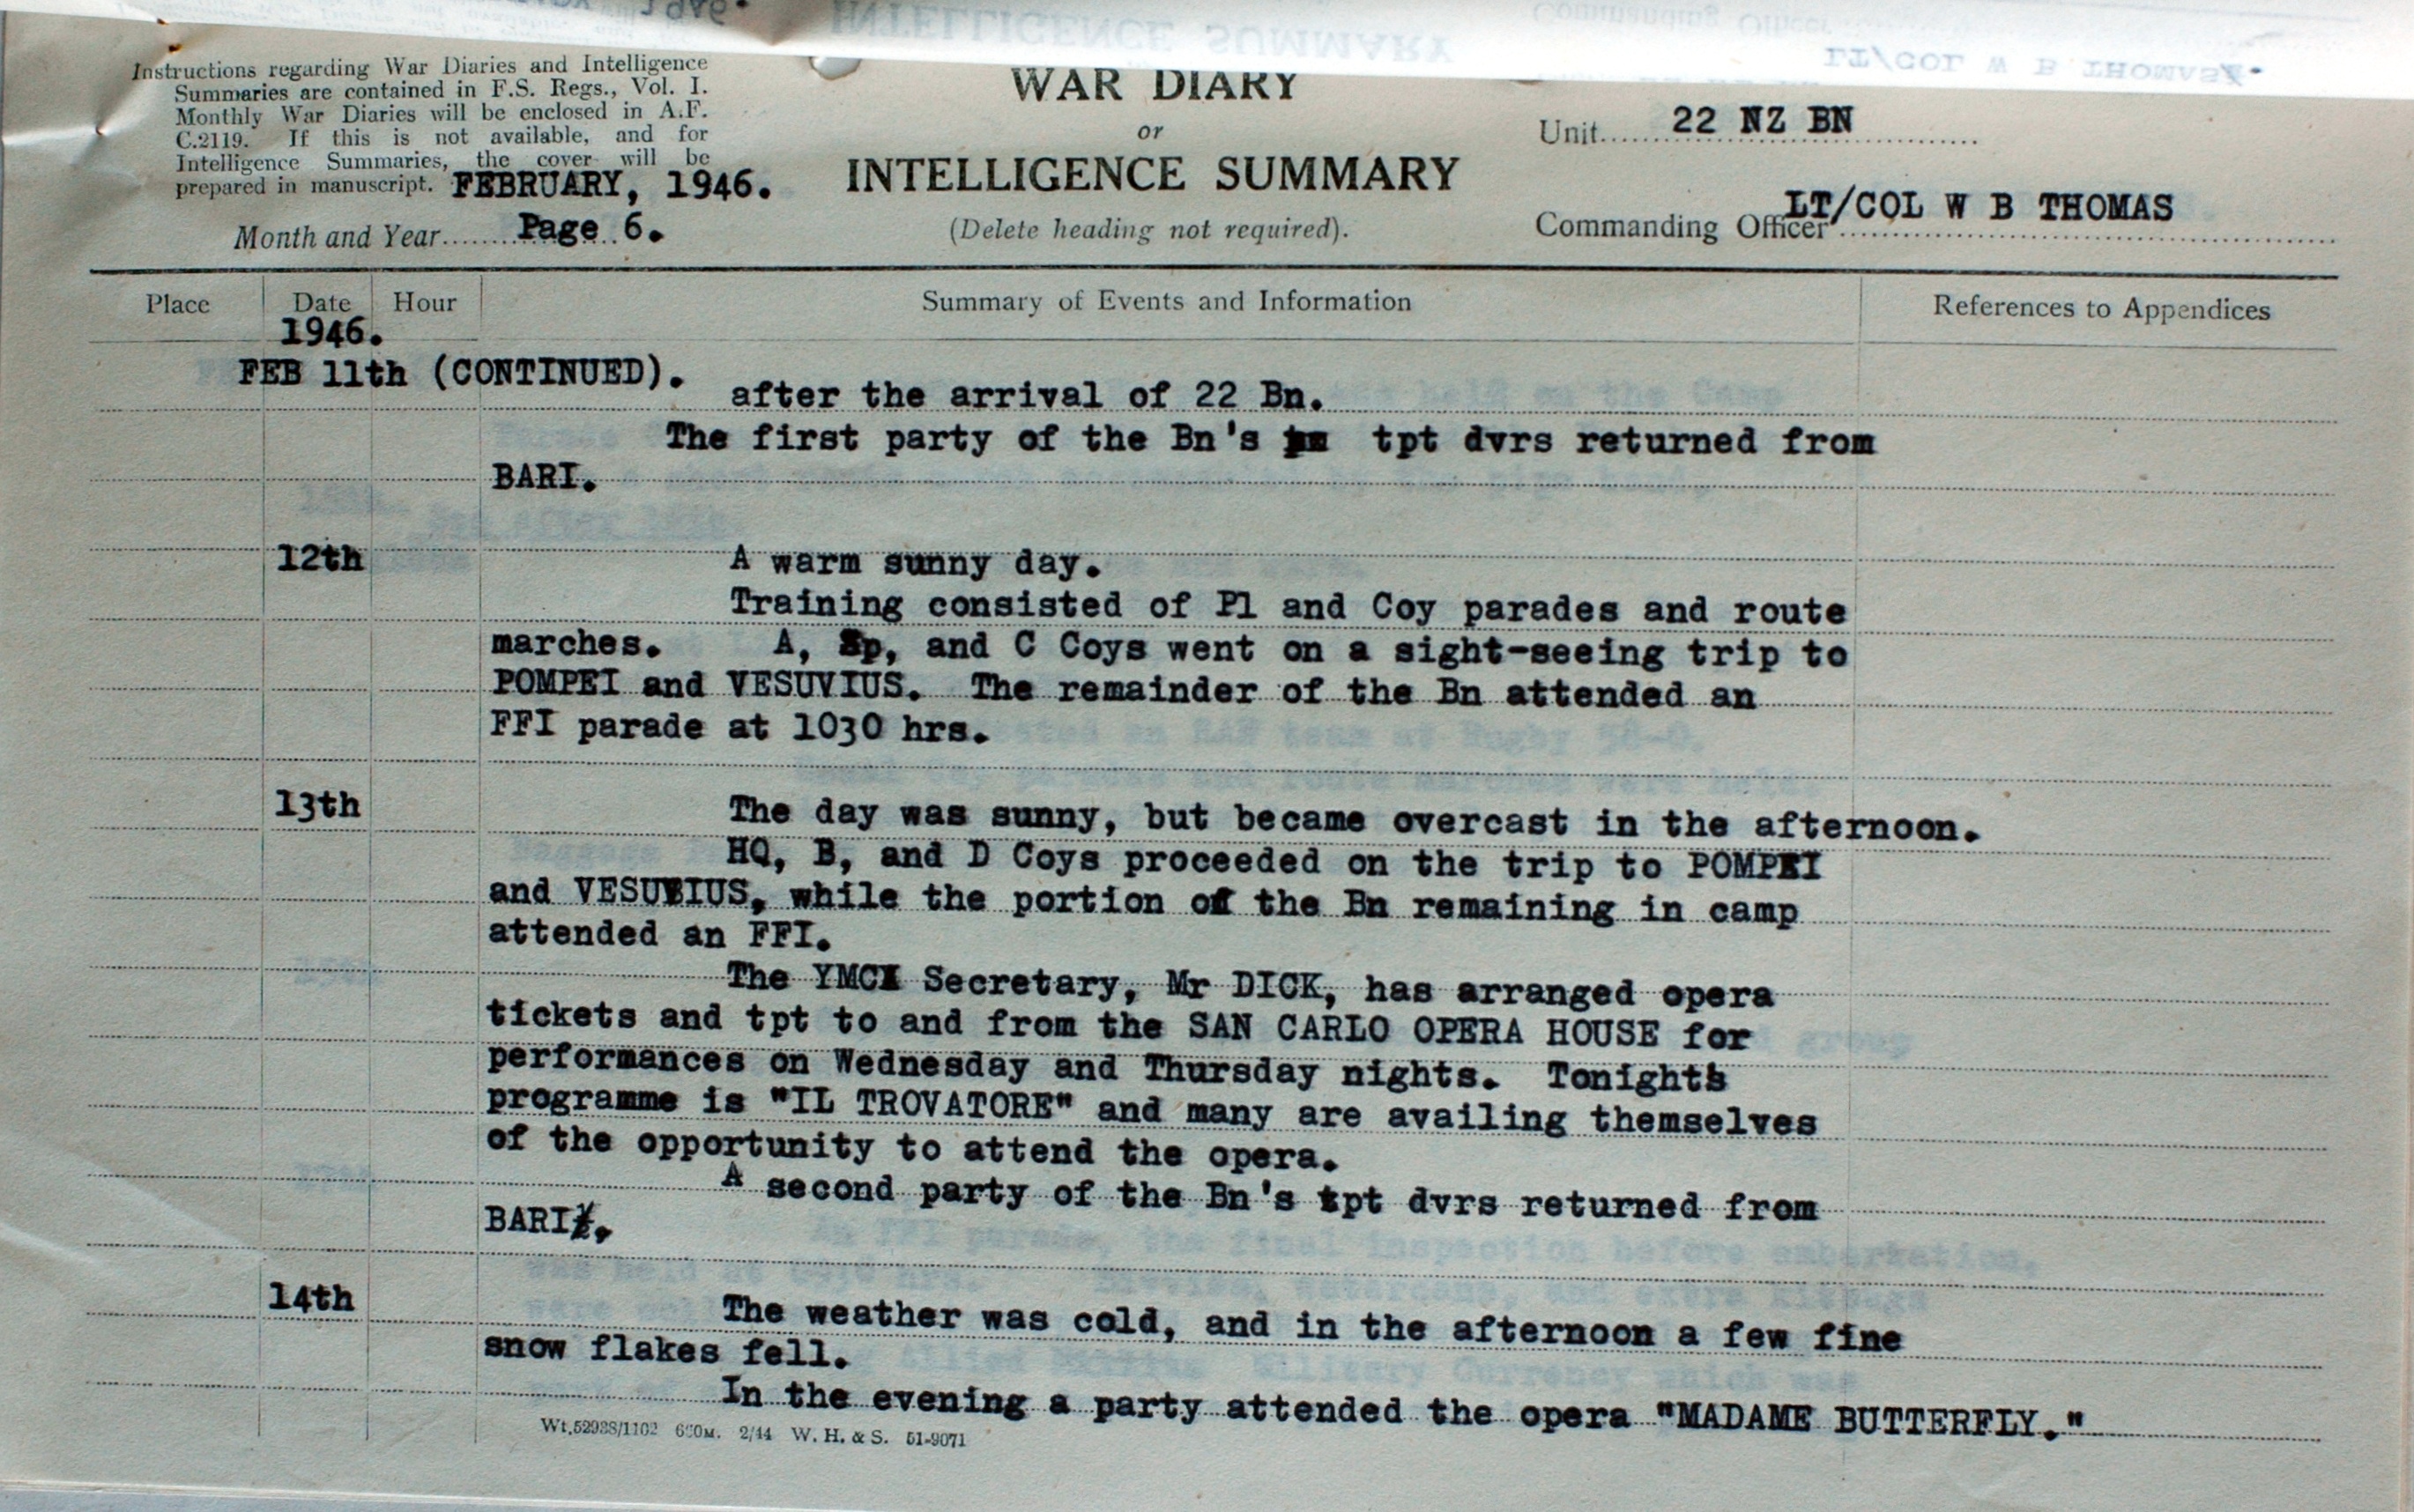 Instructions regarding War Diaries and Intelligence
Summaries are contained in F.S. Regs., Vol. I.
Monthly War Diaries will be enclosed in A.F.
C.2119. If this is not available, and for
Intelligence Summaries, the cover will be
prepared in manuscript. FEBRUARY, 1946.
Month and Year Page 6.
WAR DIARY
or
INTELLIGENCE SUMMARY
(Delete heading not required).
Unit 22 NZ BN
Commanding Officer LT/COL W B THOMAS
Place Date Hour Summary of Events and Information References to Appendices
1946.
FEB 11th (CONTINUED).
after the arrival of 22 Bn.
The first party of the Bn's tpt dvrs returned from
BARI.
12th A warm sunny day.
Training consisted of Pl and Coy parades and route
marches. A, Sp, and C Coys went on a sight-seeing trip to
POMPEI and VESUVIUS. The remainder of the Bn attended an
FFI parade at 1030 hrs.
13th The day was sunny, but became overcast in the afternoon.
HQ, B, and D Coys proceeded on the trip to POMPEI
and VESUVIUS, while the portion of the Bn remaining in camp
attended an FFI.
The YMCA Secretary, Mr DICK, has arranged opera
tickets and tpt to and from the SAN CARLO OPERA HOUSE for
performances on Wednesday and Thursday nights. Tonight's
programme is "IL TROVATORE" and many are availing themselves
of the opportunity to attend the opera.
A second party of the Bn's tpt dvrs returned from
BARI.
14th The weather was cold, and in the afternoon a few fine
snow flakes fell.
In the evening a party attended the opera "MADAME BUTTERFLY."
Wt.52938/1102 660M. 2/44 W. H. & S. 51-9071